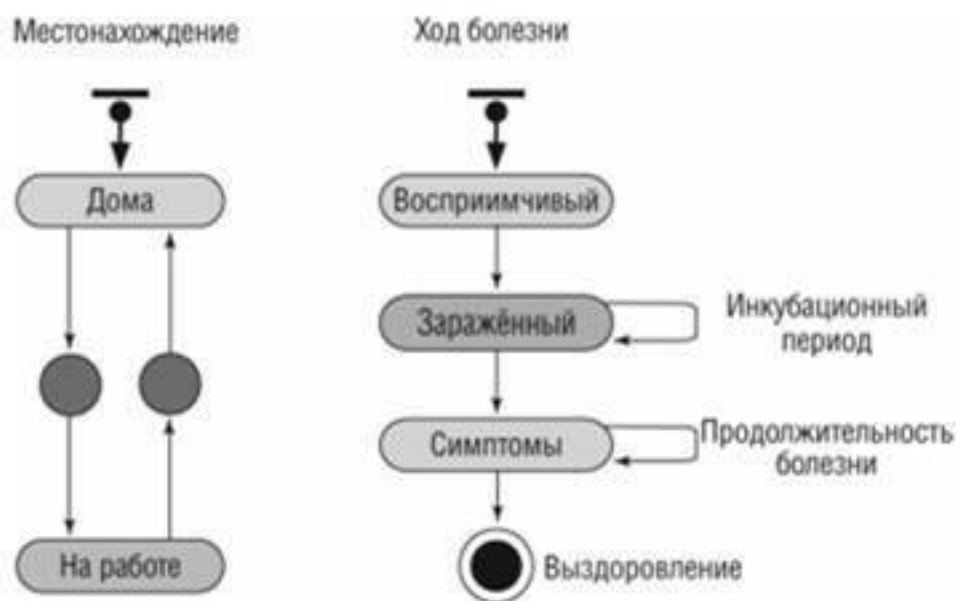 Местонахождение
Ход болезни
Дома
Восприимчивый
Заражённый
Инкубационный
период
Симптомы
Продолжительность
болезни
На работе
Выздоровление